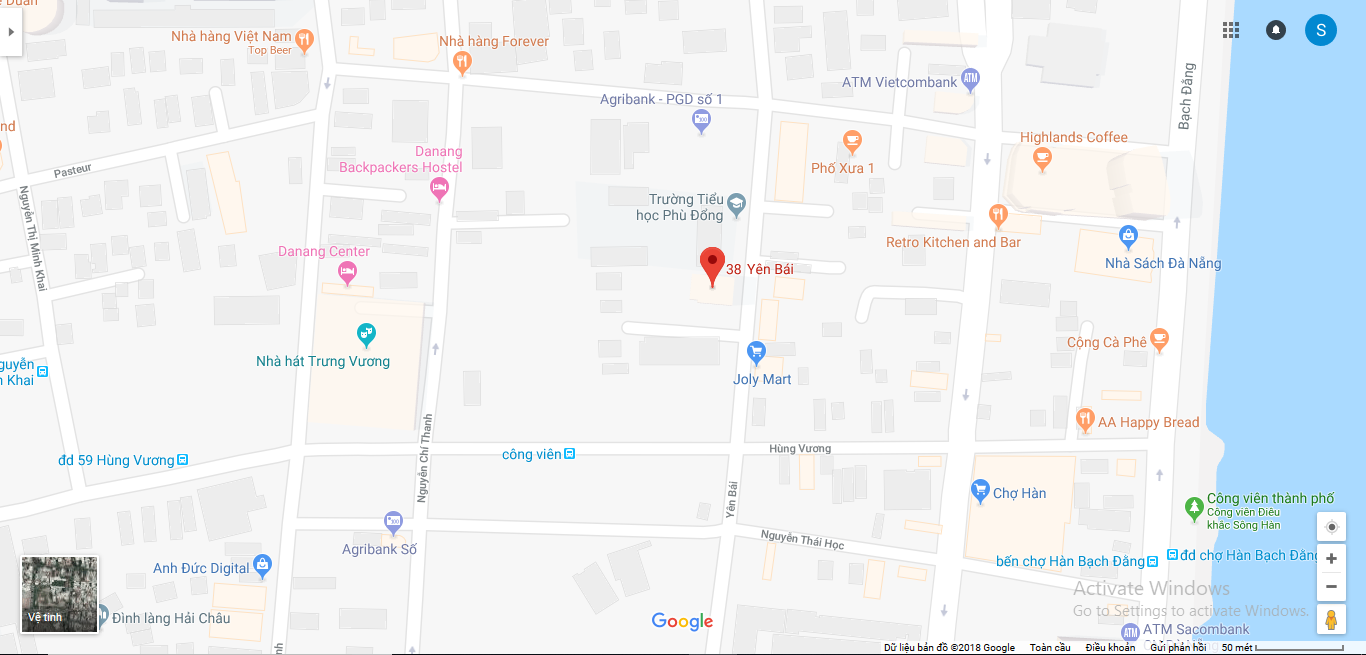 Nhà hàng Việt Nam
Top Beer
Nhà hàng Forever
S
ATM Vietcombank
ATM
Agribank - PGD số 1
Bạch Đằng
Highlands Coffee
Danang
Backpackers Hostel
Phố Xưa 1
Pasteur
Trường Tiểu
học Phù Đổng
Nguyễn Thị Minh Khai
Danang Center
Retro Kitchen and Bar
Nhà Sách Đà Nẵng
38 Yên Bái
Nhà hát Trưng Vương
Cộng Cà Phê
Joly Mart
AA Happy Bread
Nguyễn Chí Thanh
Hùng Vương
công viên
đd 59 Hùng Vương
Yên Bái
Chợ Hàn
Công viên thành phố
Công viên Điêu
khắc Sông Hàn
Agribank Số
Nguyễn Thái Học
bến chợ Hàn Bạch Đằng
đd chợ Hàn Bạch Đằng
Anh Đức Digital
Activate Windows
Go to Settings to activate Windows.
Vệ tinh
Đình làng Hải Châu
Google
ATM Sacombank
ATM
Dữ liệu bản đồ ©2018 Google Toàn cầu Điều khoản Gửi phản hồi 50 mét